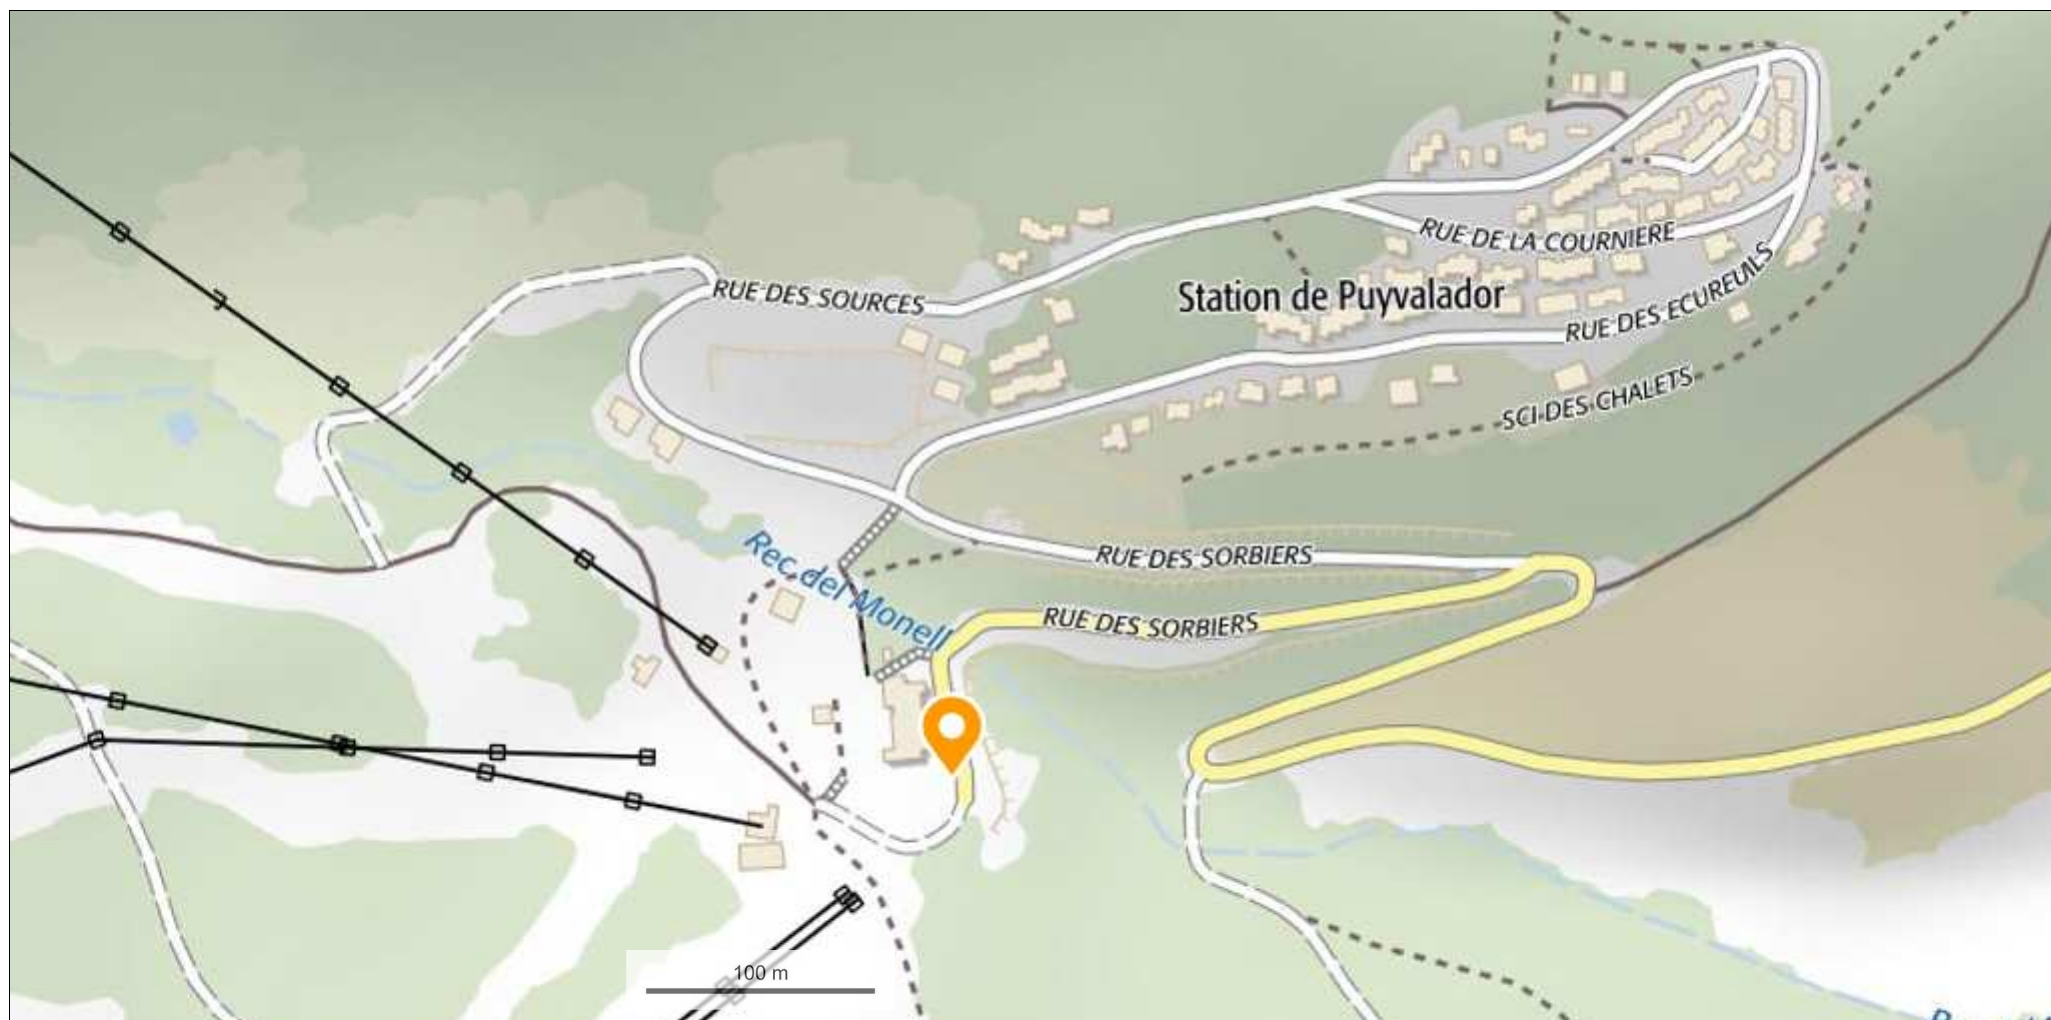 RUE DE LA COURNIERE
RUE DES SOURCES
Station de Puyvalador
RUE DES ECUREUILS
SCI DES CHALETS
RUE DES SORBIERS
Rec del Monell
RUE DES SORBIERS
100 m